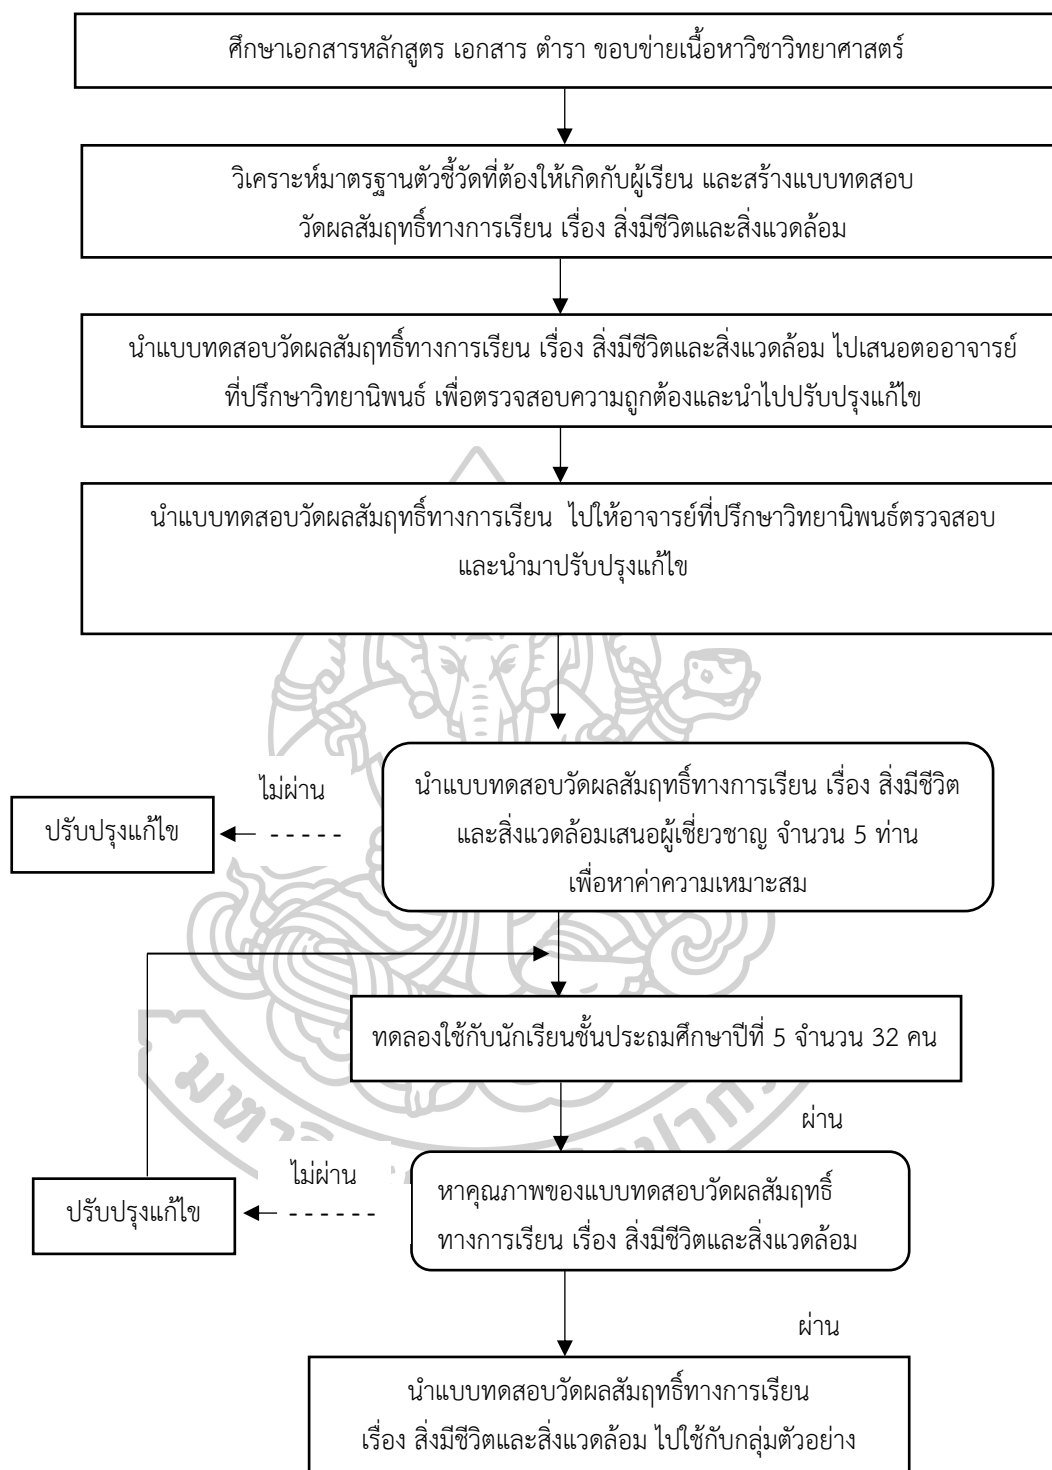 ศึกษาเอกสารหลักสูตร เอกสาร ตำรา ขอบข่ายเนื้อหาวิชาวิทยาศาสตร์
วิเคราะห์มาตรฐานตัวชี้วัดที่ต้องให้เกิดกับผู้เรียน และสร้างแบบทดสอบ
วัดผลสัมฤทธิ์ทางการเรียน เรื่อง สิ่งมีชีวิตและสิ่งแวดล้อม
นำแบบทดสอบวัดผลสัมฤทธิ์ทางการเรียน เรื่อง สิ่งมีชีวิตและสิ่งแวดล้อม ไปเสนอตออาจารย์
ที่ปรึกษาวิทยานิพนธ์ เพื่อตรวจสอบความถูกต้องและนำไปปรับปรุงแก้ไข
นำแบบทดสอบวัดผลสัมฤทธิ์ทางการเรียน ไปให้อาจารย์ที่ปรึกษาวิทยานิพนธ์ตรวจสอบ
และนำมาปรับปรุงแก้ไข
ไม่ผ่าน
ปรับปรุงแก้ไข
นำแบบทดสอบวัดผลสัมฤทธิ์ทางการเรียน เรื่อง สิ่งมีชีวิต
และสิ่งแวดล้อมเสนอผู้เชี่ยวชาญ จำนวน 5 ท่าน
เพื่อหาค่าความเหมาะสม
ทดลองใช้กับนักเรียนชั้นประถมศึกษาปีที่ 5 จำนวน 32 คน
ผ่าน
ไม่ผ่าน
ปรับปรุงแก้ไข
หาคุณภาพของแบบทดสอบวัดผลสัมฤทธิ์
ทางการเรียน เรื่อง สิ่งมีชีวิตและสิ่งแวดล้อม
ผ่าน
นำแบบทดสอบวัดผลสัมฤทธิ์ทางการเรียน
เรื่อง สิ่งมีชีวิตและสิ่งแวดล้อม ไปใช้กับกลุ่มตัวอย่าง